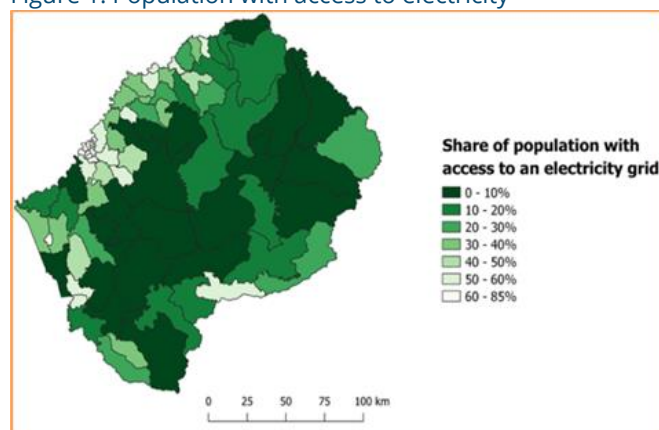 Figure 1. Population with access to electricity
Share of population with
access to an electricity grid
0 - 10%
10 - 20%
20 - 30%
30 - 40%
40 - 50%
50 - 60%
60 - 85%
0 25 50 75 100 km